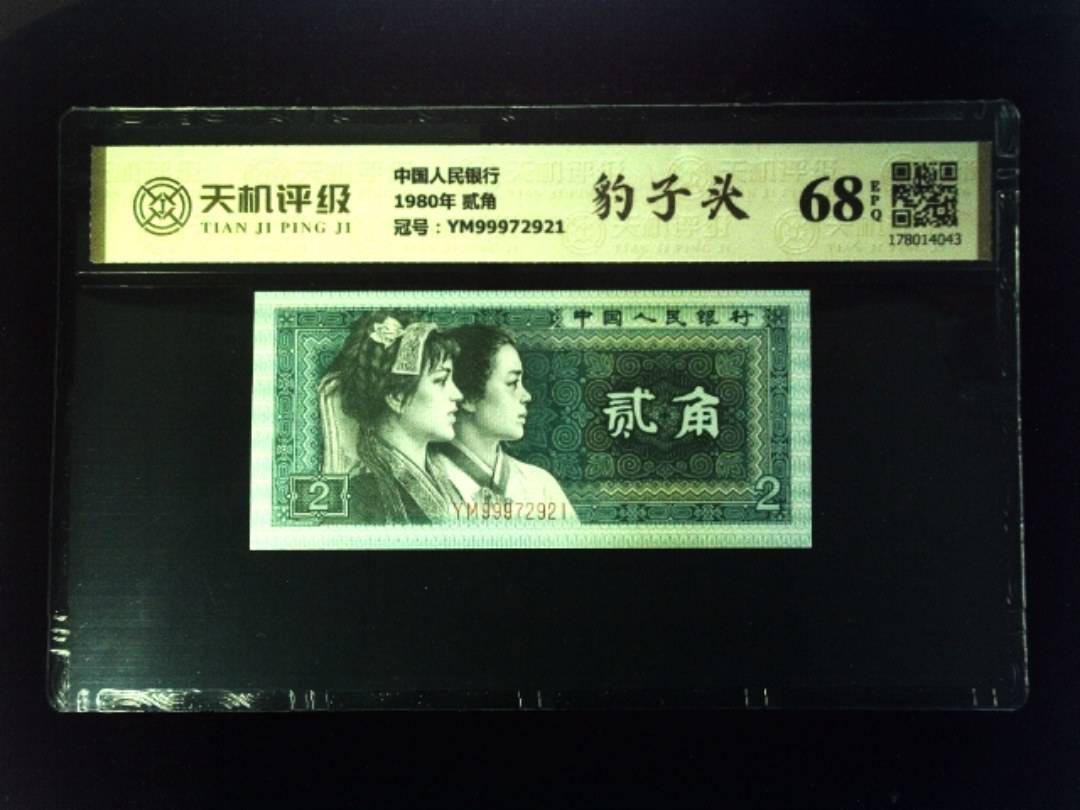 天机评级
TIAN JI PING JI
中国人民银行
1980年 贰角
冠号：YM99972921
豹子头
68
EPQ
178014043
中国人民银行
贰角
2
YM99972921
2